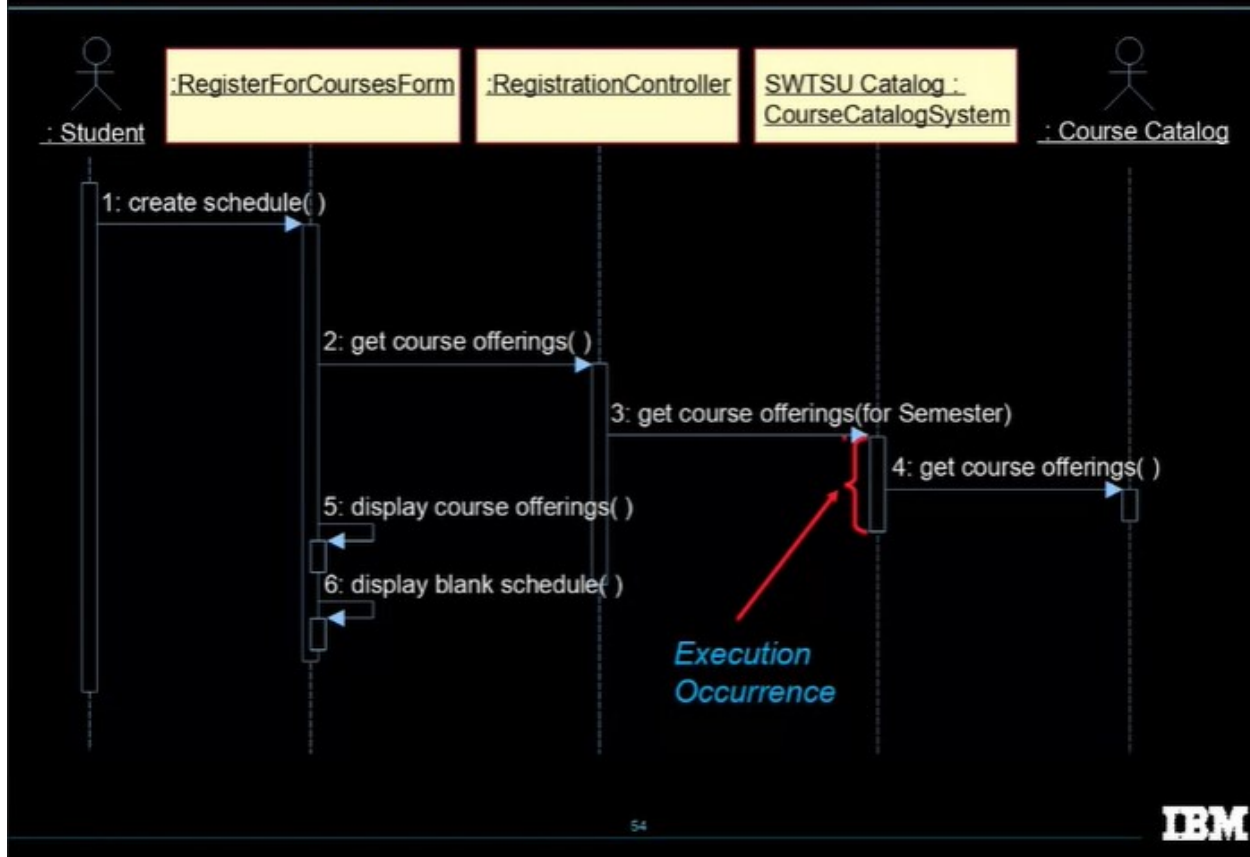 : Student
:RegisterForCoursesForm
:RegistrationController
SWTSU Catalog :
CourseCatalogSystem
: Course Catalog
1: create schedule( )
2: get course offerings( )
3: get course offerings(for Semester)
4: get course offerings( )
5: display course offerings( )
6: display blank schedule( )
Execution
Occurrence
54
IBM